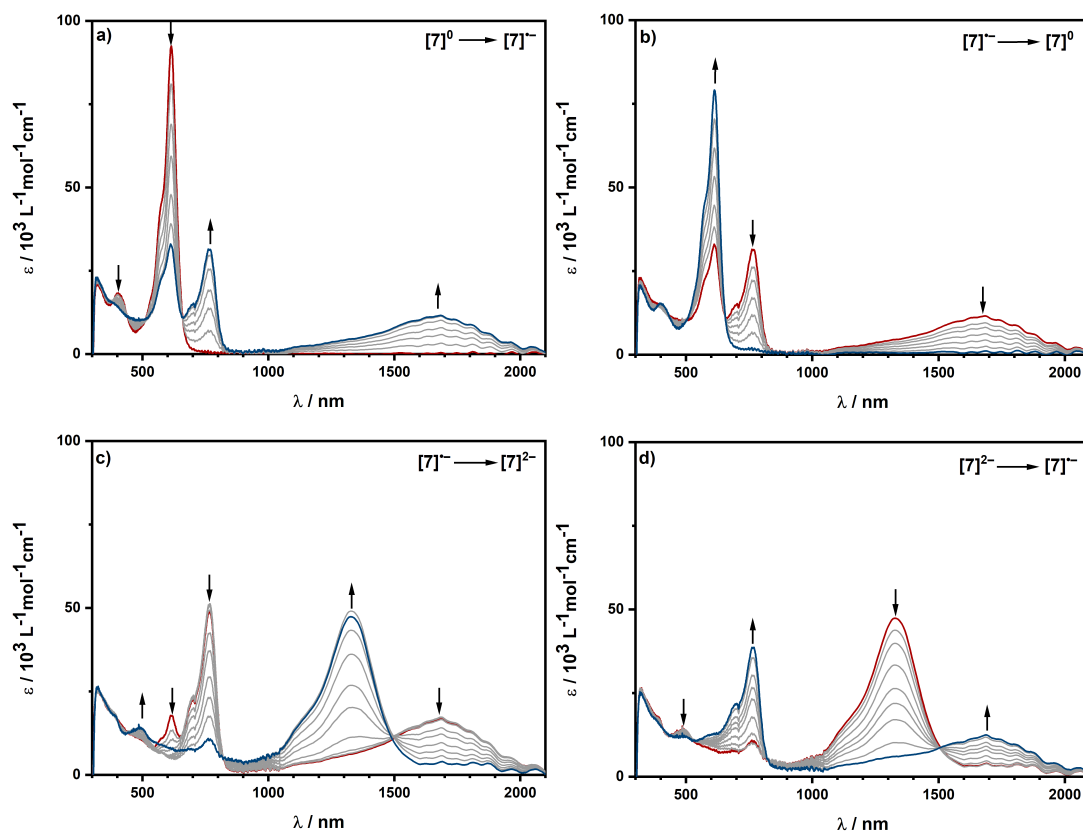 a)
[7]⁰ ⟶ [7]•⁻
100
50
0
ε / 10³ L⁻¹mol⁻¹cm⁻¹
500 1000 1500 2000
λ / nm
b)
[7]•⁻ ⟶ [7]⁰
100
50
0
ε / 10³ L⁻¹mol⁻¹cm⁻¹
500 1000 1500 2000
λ / nm
c)
[7]•⁻ ⟶ [7]²⁻
100
50
0
ε / 10³ L⁻¹mol⁻¹cm⁻¹
500 1000 1500 2000
λ / nm
d)
[7]²⁻ ⟶ [7]•⁻
100
50
0
ε / 10³ L⁻¹mol⁻¹cm⁻¹
500 1000 1500 2000
λ / nm